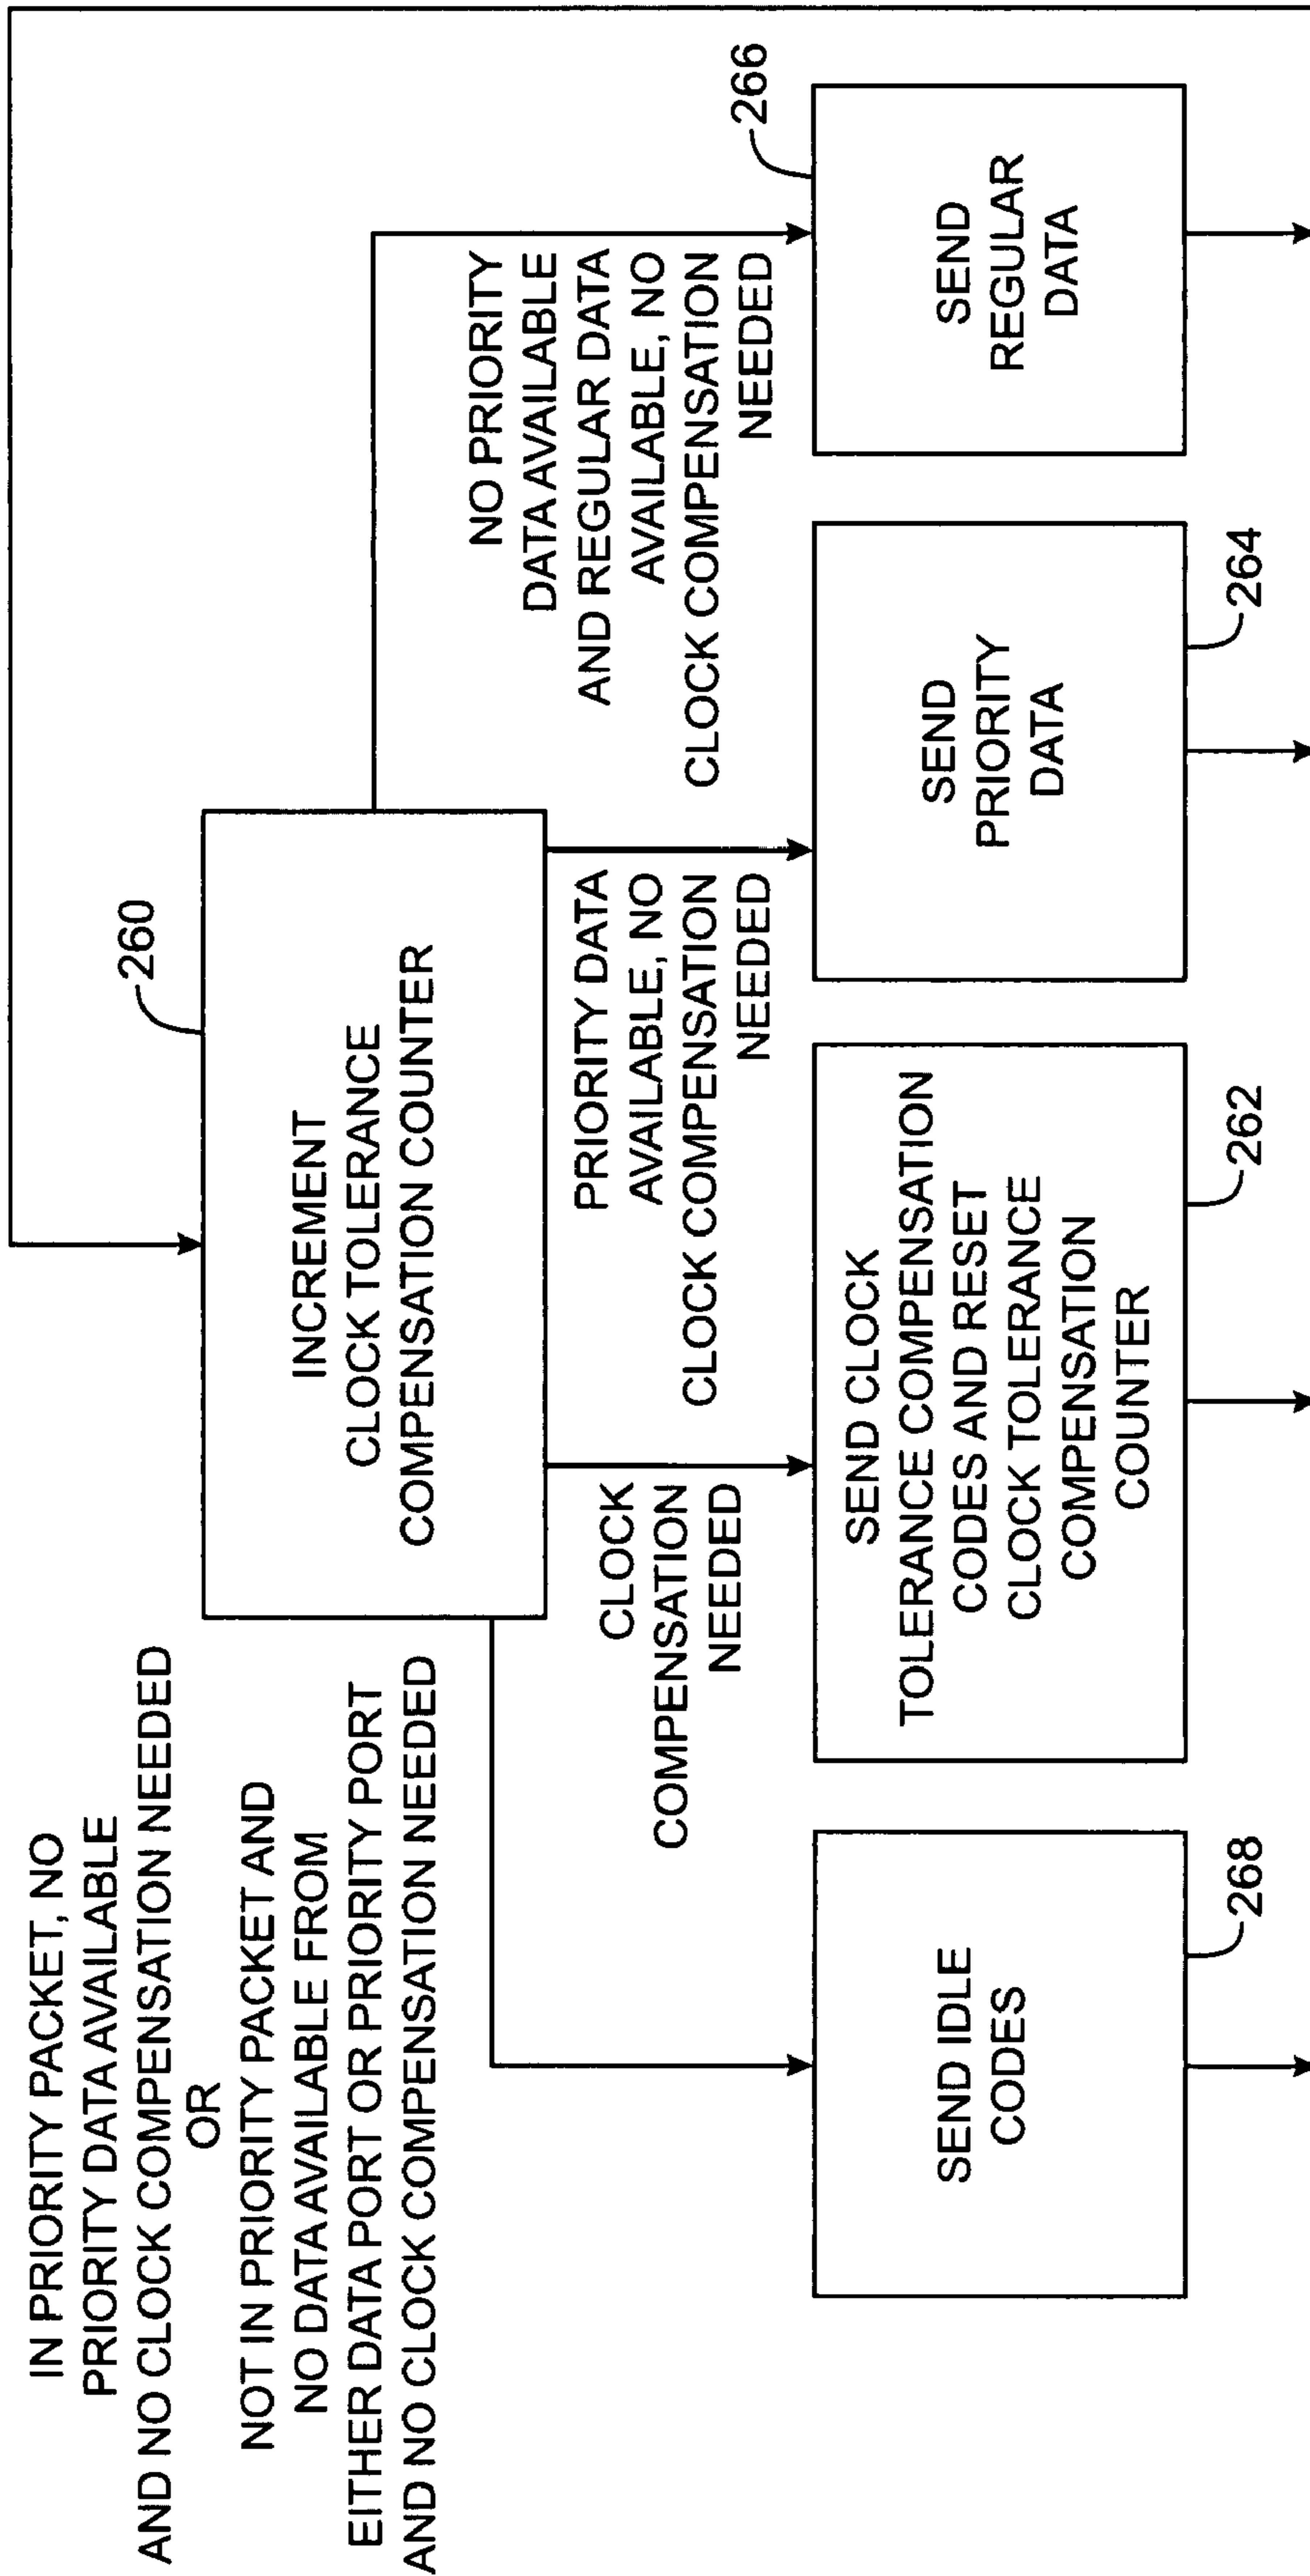 IN PRIORITY PACKET, NO
PRIORITY DATA AVAILABLE
AND NO CLOCK COMPENSATION NEEDED
OR
NOT IN PRIORITY PACKET AND
NO DATA AVAILABLE FROM
EITHER DATA PORT OR PRIORITY PORT
AND NO CLOCK COMPENSATION NEEDED
260
INCREMENT
CLOCK TOLERANCE
COMPENSATION COUNTER
CLOCK
COMPENSATION
NEEDED
PRIORITY DATA
AVAILABLE, NO
CLOCK COMPENSATION
NEEDED
NO PRIORITY
DATA AVAILABLE
AND REGULAR DATA
AVAILABLE, NO
CLOCK COMPENSATION
NEEDED
SEND IDLE
CODES
268
SEND CLOCK
TOLERANCE COMPENSATION
CODES AND RESET
CLOCK TOLERANCE
COMPENSATION
COUNTER
262
SEND
PRIORITY
DATA
264
266
SEND
REGULAR
DATA